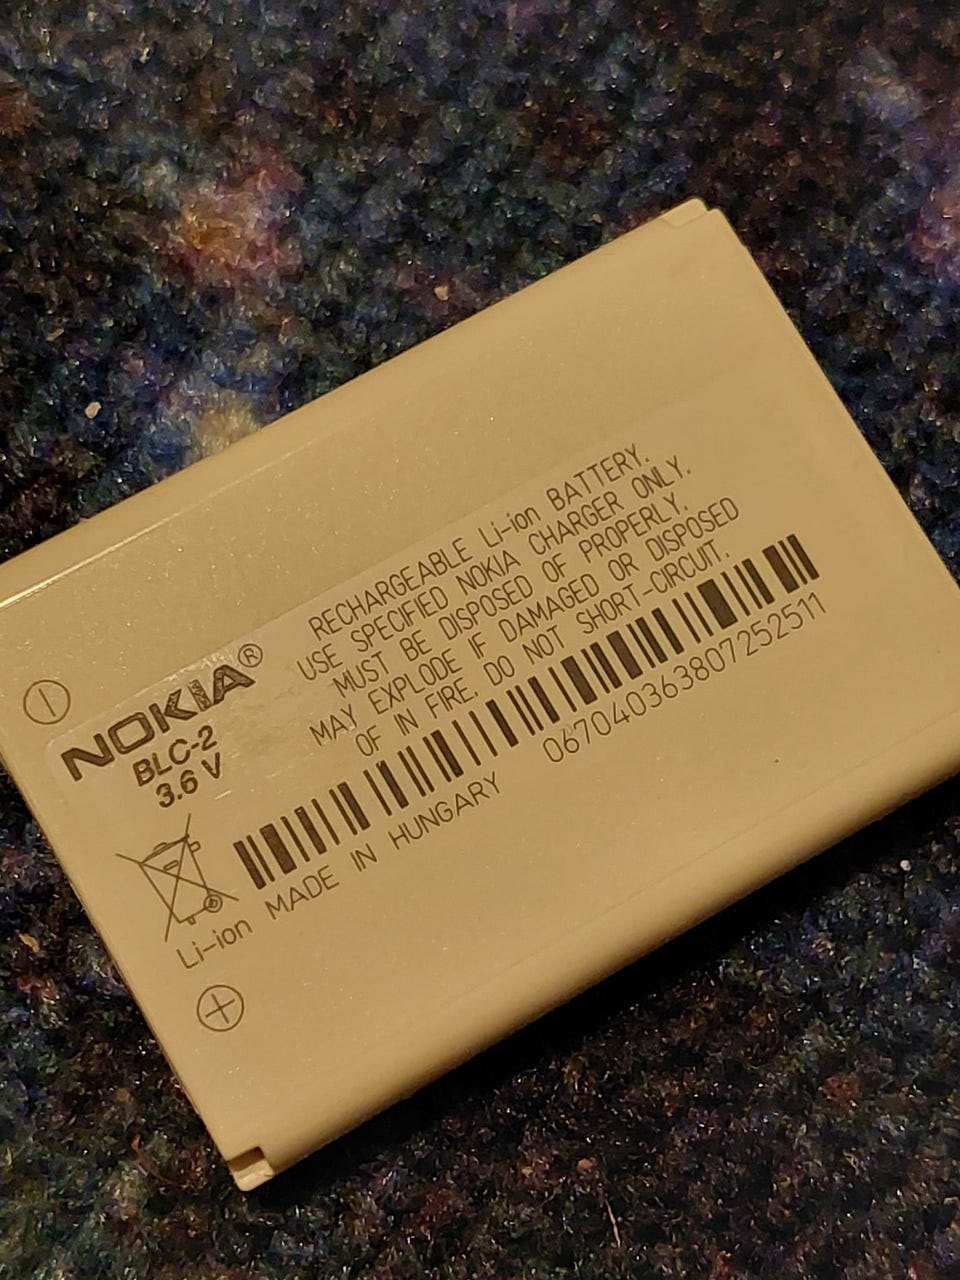 NOKIA®
BLC-2
3.6 V
RECHARGEABLE Li-ion BATTERY.
USE SPECIFIED NOKIA CHARGER ONLY.
MUST BE DISPOSED OF PROPERLY.
MAY EXPLODE IF DAMAGED OR DISPOSED
OF IN FIRE. DO NOT SHORT-CIRCUIT.
0670403638072525​11
Li-ion MADE IN HUNGARY